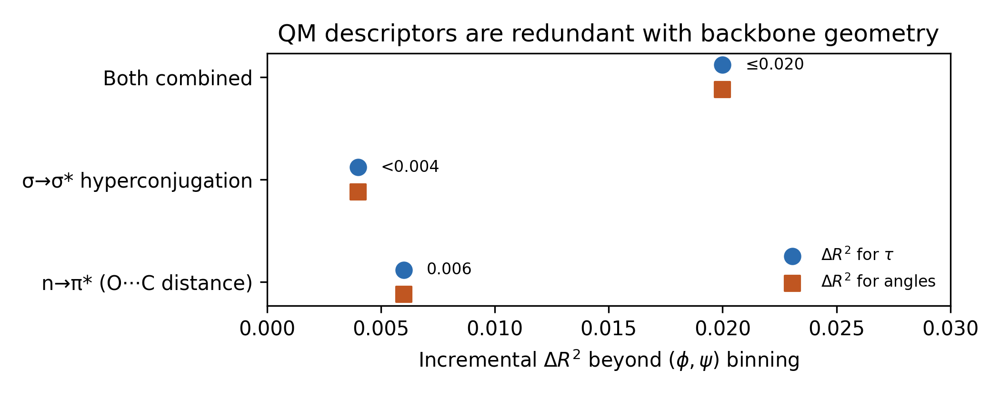 QM descriptors are redundant with backbone geometry
Both combined
≤0.020
σ→σ* hyperconjugation
<0.004
n→π* (O···C distance)
0.006
ΔR² for τ
ΔR² for angles
0.000 0.005 0.010 0.015 0.020 0.025 0.030
Incremental ΔR² beyond (ϕ, ψ) binning